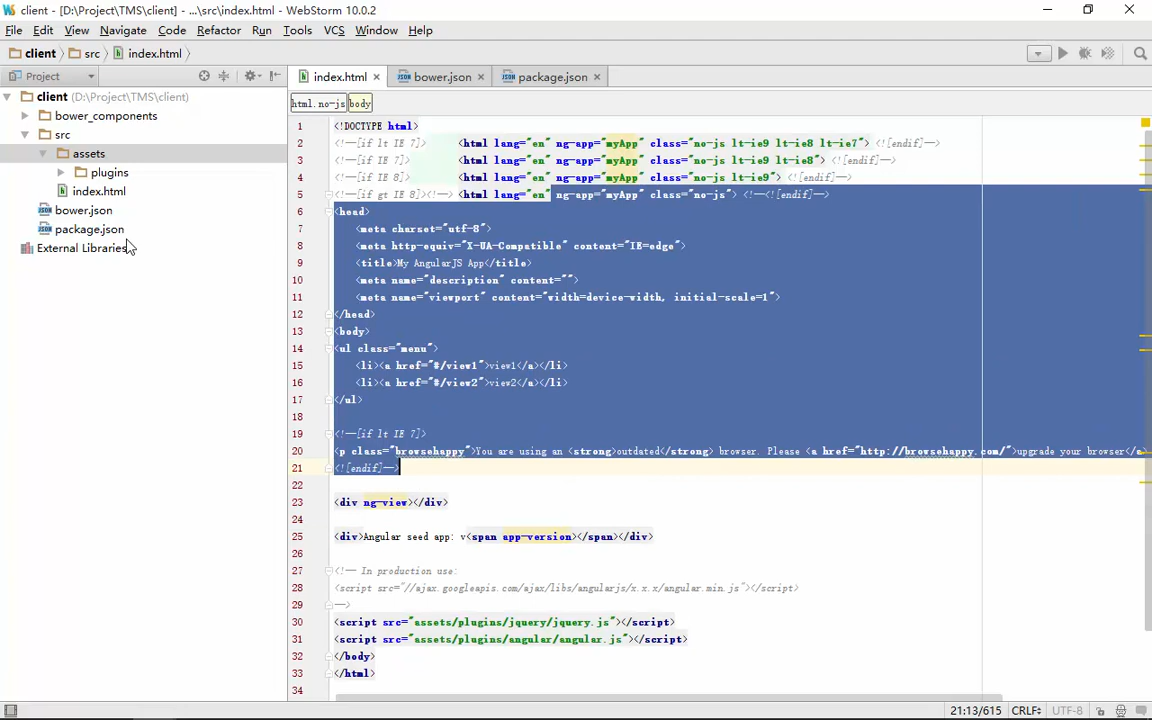 client - [D:\Project\TMS\client] - ...\src\index.html - WebStorm 10.0.2
File Edit View Navigate Code Refactor Run Tools VCS Window Help
client src index.html
Project
index.html bower.json package.json
client (D:\Project\TMS\client)
bower_components
src
assets
plugins
index.html
bower.json
package.json
External Libraries
html.no-js body
1 <!DOCTYPE html>
2 <!--[if lt IE 7]> <html lang="en" ng-app="myApp" class="no-js lt-ie9 lt-ie8 lt-ie7"> <![endif]-->
3 <!--[if IE 7]> <html lang="en" ng-app="myApp" class="no-js lt-ie9 lt-ie8"> <![endif]-->
4 <!--[if IE 8]> <html lang="en" ng-app="myApp" class="no-js lt-ie9"> <![endif]-->
5 <!--[if gt IE 8]><!--> <html lang="en" ng-app="myApp" class="no-js"> <!--<![endif]-->
6 <head>
7 <meta charset="utf-8">
8 <meta http-equiv="X-UA-Compatible" content="IE=edge">
9 <title>My AngularJS App</title>
10 <meta name="description" content="">
11 <meta name="viewport" content="width=device-width, initial-scale=1">
12 </head>
13 <body>
14 <ul class="menu">
15 <li><a href="#/view1">view1</a></li>
16 <li><a href="#/view2">view2</a></li>
17 </ul>
18
19 <!--[if lt IE 7]>
20 <p class="browsehappy">You are using an <strong>outdated</strong> browser. Please <a href="http://browsehappy.com/">upgrade your browser</a>
21 <![endif]-->
22
23 <div ng-view></div>
24
25 <div>Angular seed app: v<span app-version></span></div>
26
27 <!-- In production use:
28 <script src="//ajax.googleapis.com/ajax/libs/angularjs/x.x.x/angular.min.js"></script>
29 -->
30 <script src="assets/plugins/jquery/jquery.js"></script>
31 <script src="assets/plugins/angular/angular.js"></script>
32 </body>
33 </html>
34
21:13/615 CRLF÷ UTF-8 ÷